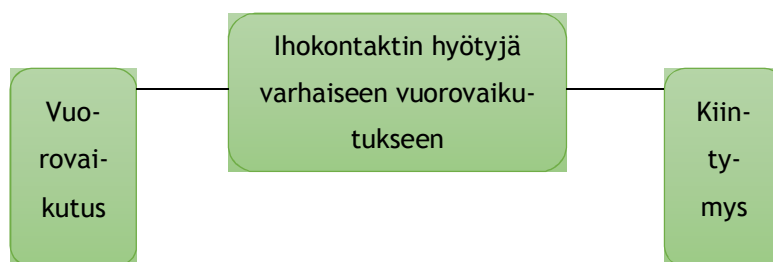 Ihokontaktin hyötyjä
varhaiseen vuorovaiku-
tukseen
Vuo-
rovai-
kutus
Kiin-
ty-
mys